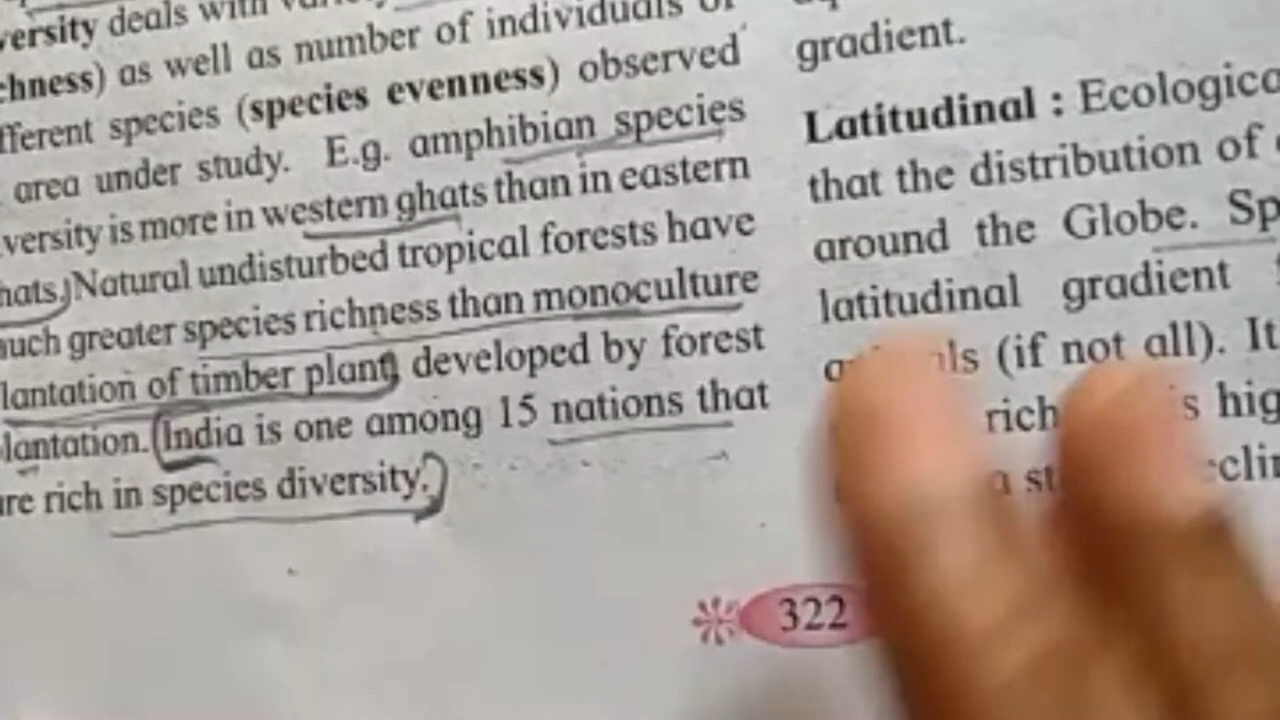 versity deals with
chness) as well as number of individuals of
fferent species (species evenness) observed
area under study. E.g. amphibian species
versity is more in western ghats than in eastern
hats, Natural undisturbed tropical forests have
uch greater species richness than monoculture
lantation of timber plant, developed by forest
lantation. India is one among 15 nations that
re rich in species diversity.
gradient.
Latitudinal : Ecologica
that the distribution of
around the Globe. Sp
latitudinal gradient
(if not all). It
rich s hig
a st clin
322